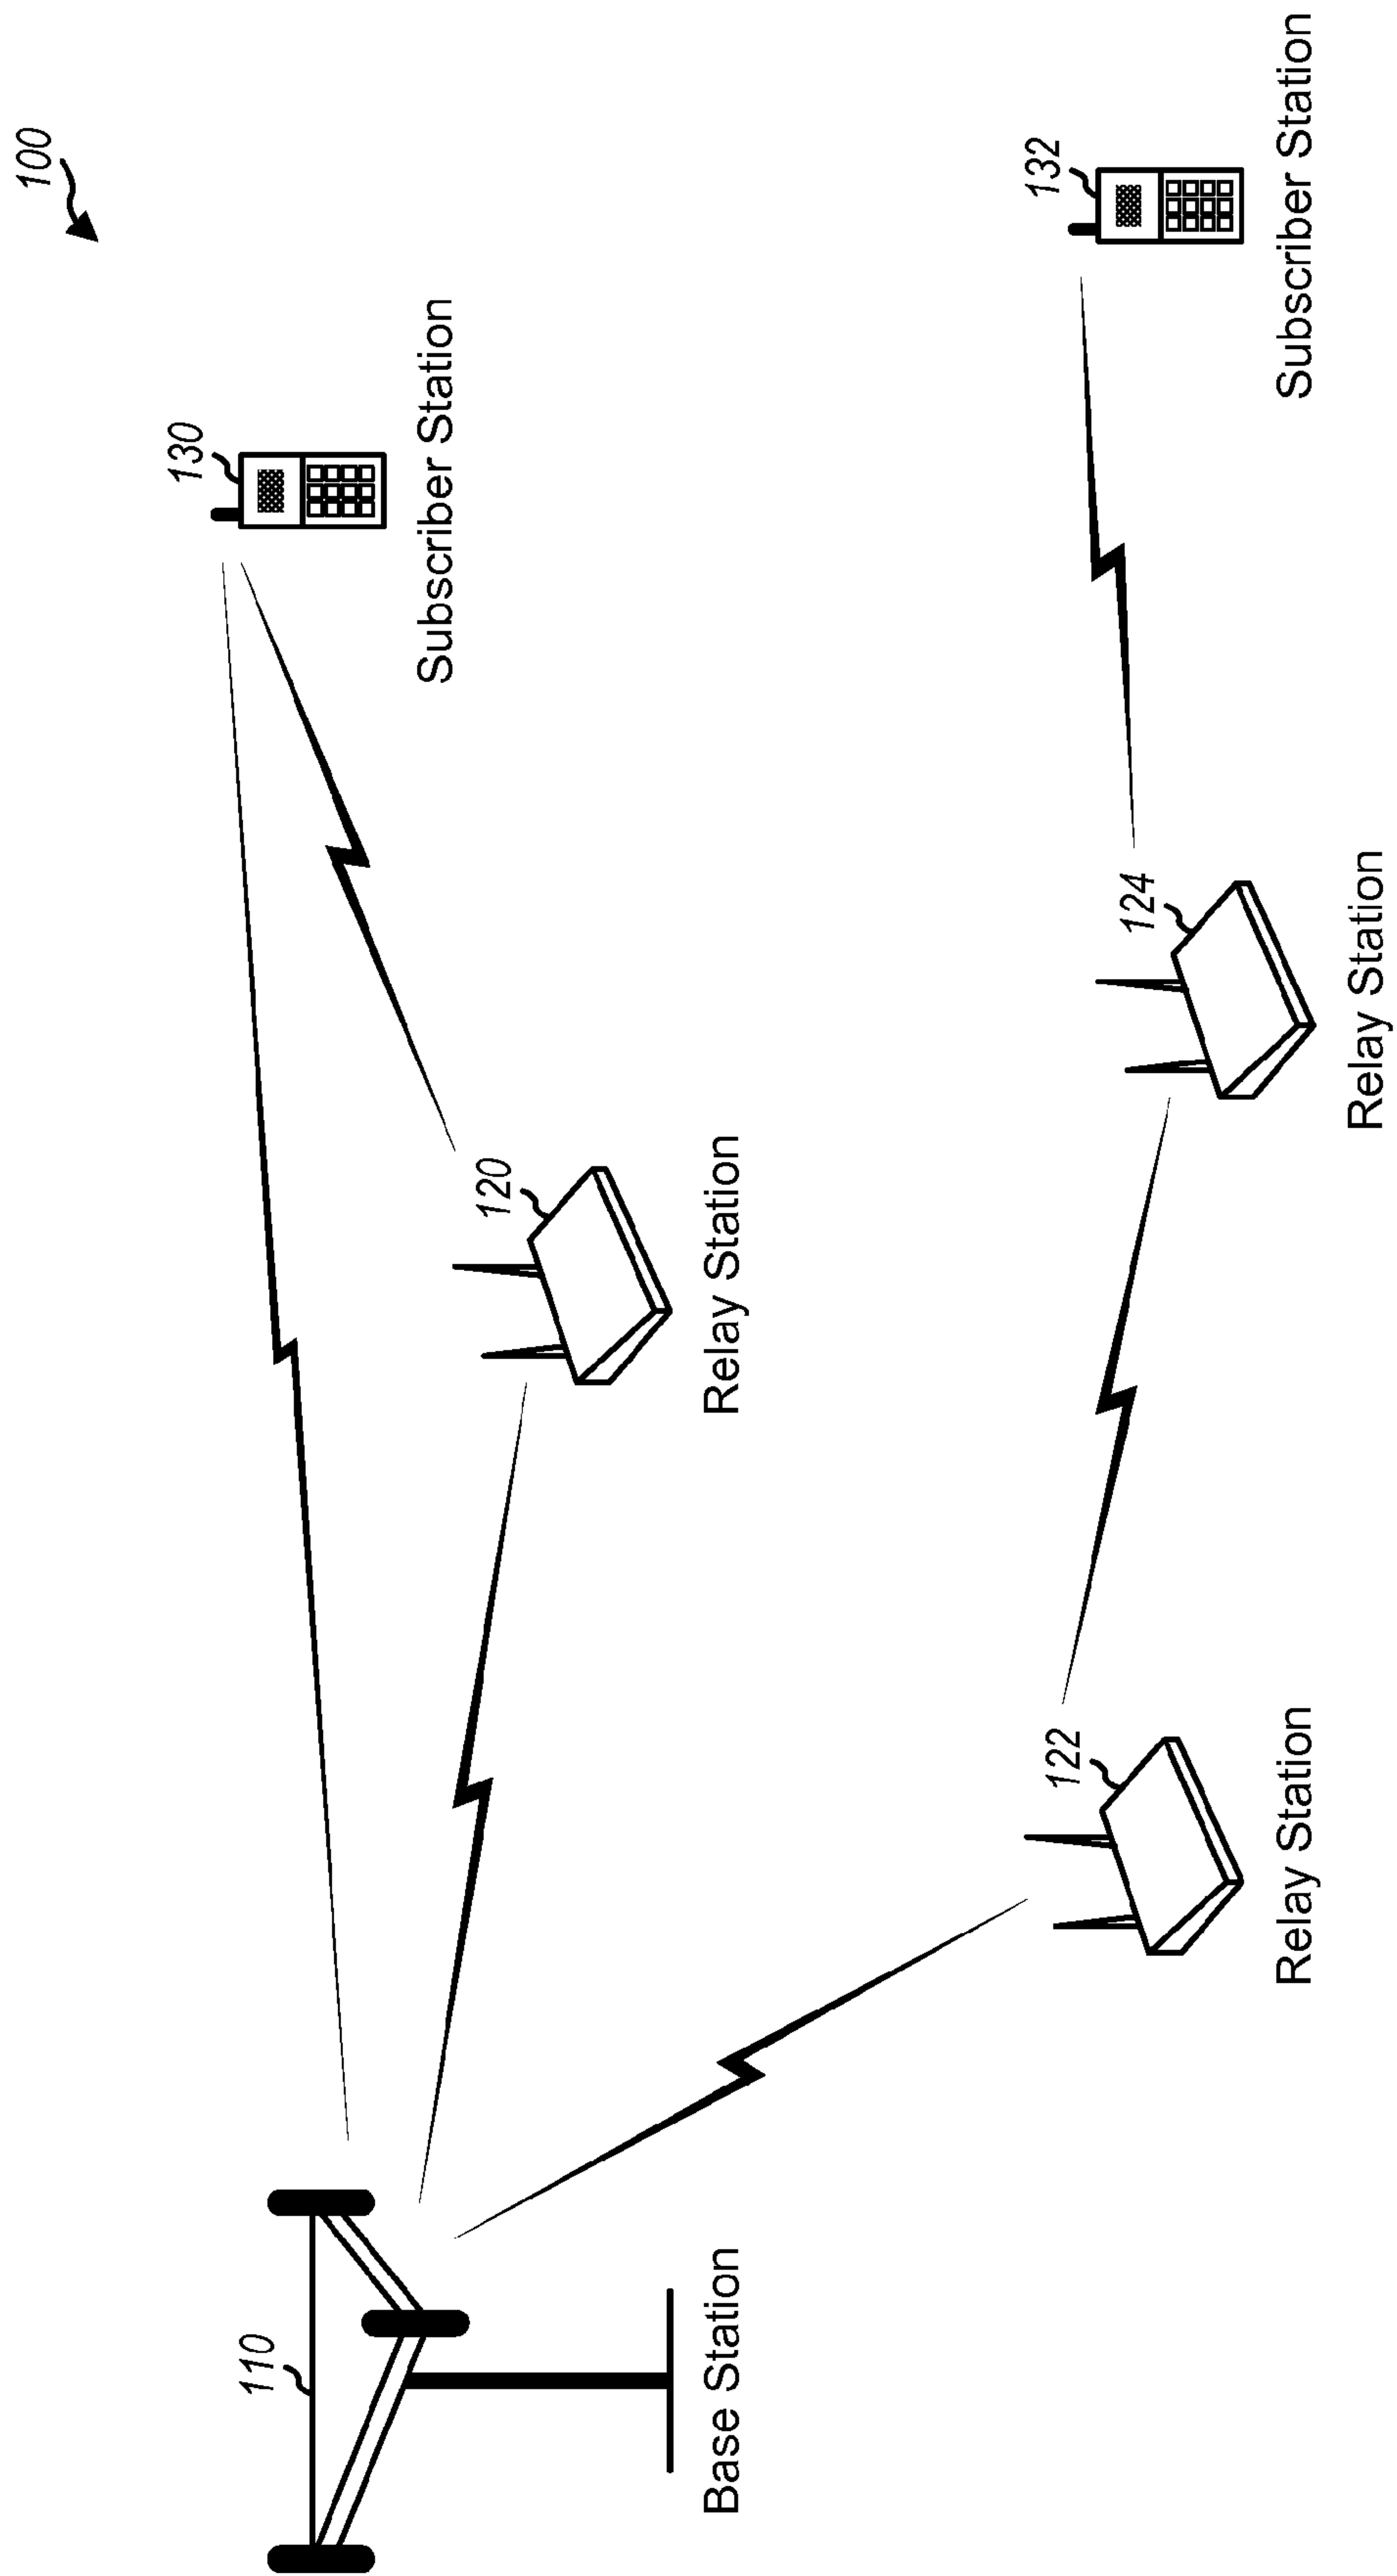 100
110
Base Station
120
Relay Station
130
Subscriber Station
122
Relay Station
124
Relay Station
132
Subscriber Station